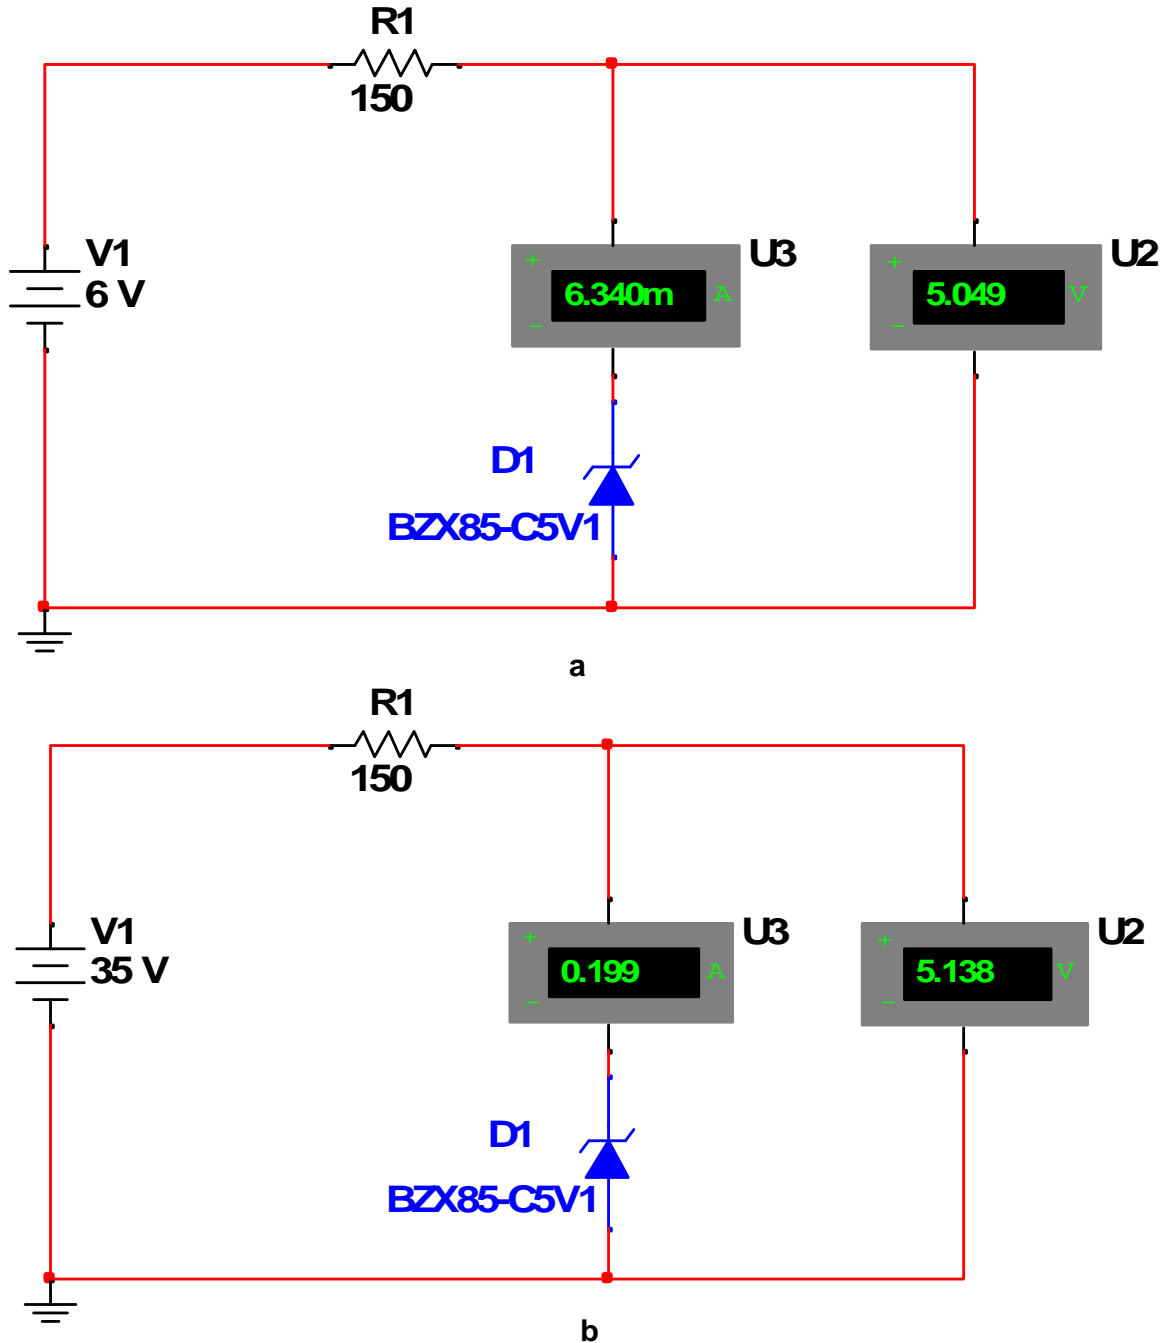 R1
150
V1
6 V
U3
+
6.340m A
−
U2
+
5.049 V
−
D1
BZX85-C5V1
a
R1
150
V1
35 V
U3
+
0.199 A
−
U2
+
5.138 V
−
D1
BZX85-C5V1
b